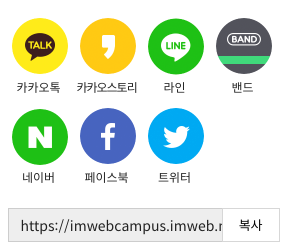 TALK
LINE
BAND
카카오톡 카카오스토리 라인 밴드
N
f
네이버 페이스북 트위터
https://imwebcampus.imweb.r 복사